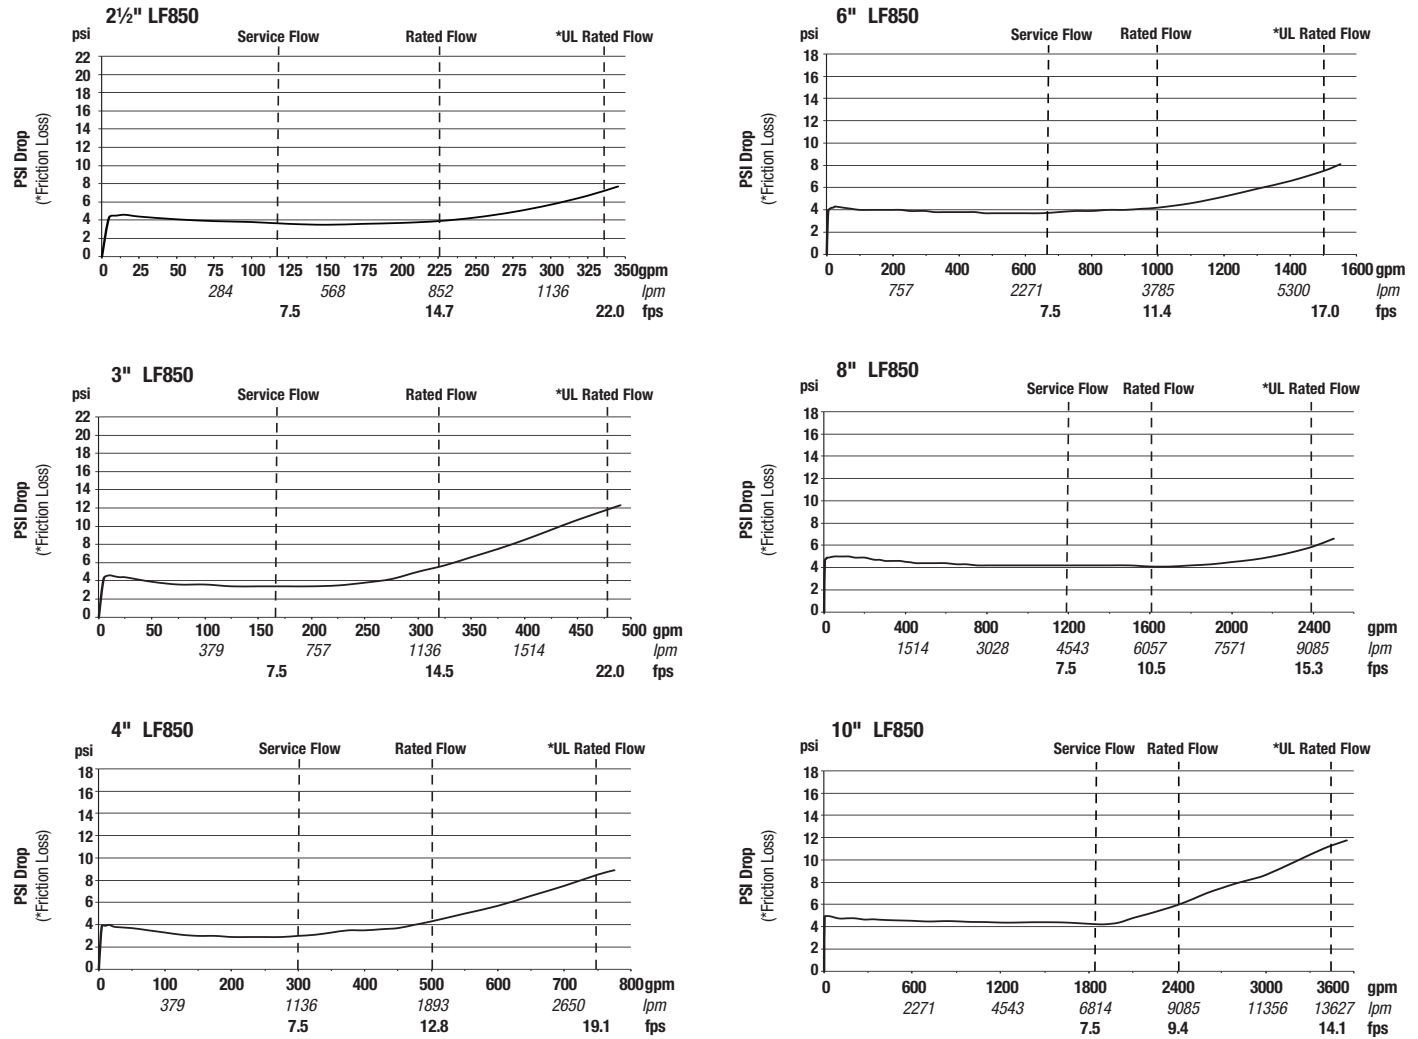 2½" LF850
psi
Service Flow Rated Flow *UL Rated Flow
22
20
18
16
14
12
10
8
6
4
2
0
PSI Drop
(*Friction Loss)
0 25 50 75 100 125 150 175 200 225 250 275 300 325 350gpm
284 568 852 1136 lpm
7.5 14.7 22.0 fps
3" LF850
psi
Service Flow Rated Flow *UL Rated Flow
22
20
18
16
14
12
10
8
6
4
2
0
PSI Drop
(*Friction Loss)
0 50 100 150 200 250 300 350 400 450 500 gpm
379 757 1136 1514 lpm
7.5 14.5 22.0 fps
4" LF850
psi
Service Flow Rated Flow *UL Rated Flow
18
16
14
12
10
8
6
4
2
0
PSI Drop
(*Friction Loss)
0 100 200 300 400 500 600 700 800gpm
379 1136 1893 2650 lpm
7.5 12.8 19.1 fps
6" LF850
psi
Service Flow Rated Flow *UL Rated Flow
18
16
14
12
10
8
6
4
2
0
PSI Drop
(*Friction Loss)
0 200 400 600 800 1000 1200 1400 1600 gpm
757 2271 3785 5300 lpm
7.5 11.4 17.0 fps
8" LF850
psi
Service Flow Rated Flow *UL Rated Flow
18
16
14
12
10
8
6
4
2
0
PSI Drop
(*Friction Loss)
0 400 800 1200 1600 2000 2400 gpm
1514 3028 4543 6057 7571 9085 lpm
7.5 10.5 15.3 fps
10" LF850
psi
Service Flow Rated Flow *UL Rated Flow
18
16
14
12
10
8
6
4
2
0
PSI Drop
(*Friction Loss)
0 600 1200 1800 2400 3000 3600 gpm
2271 4543 6814 9085 11356 13627 lpm
7.5 9.4 14.1 fps